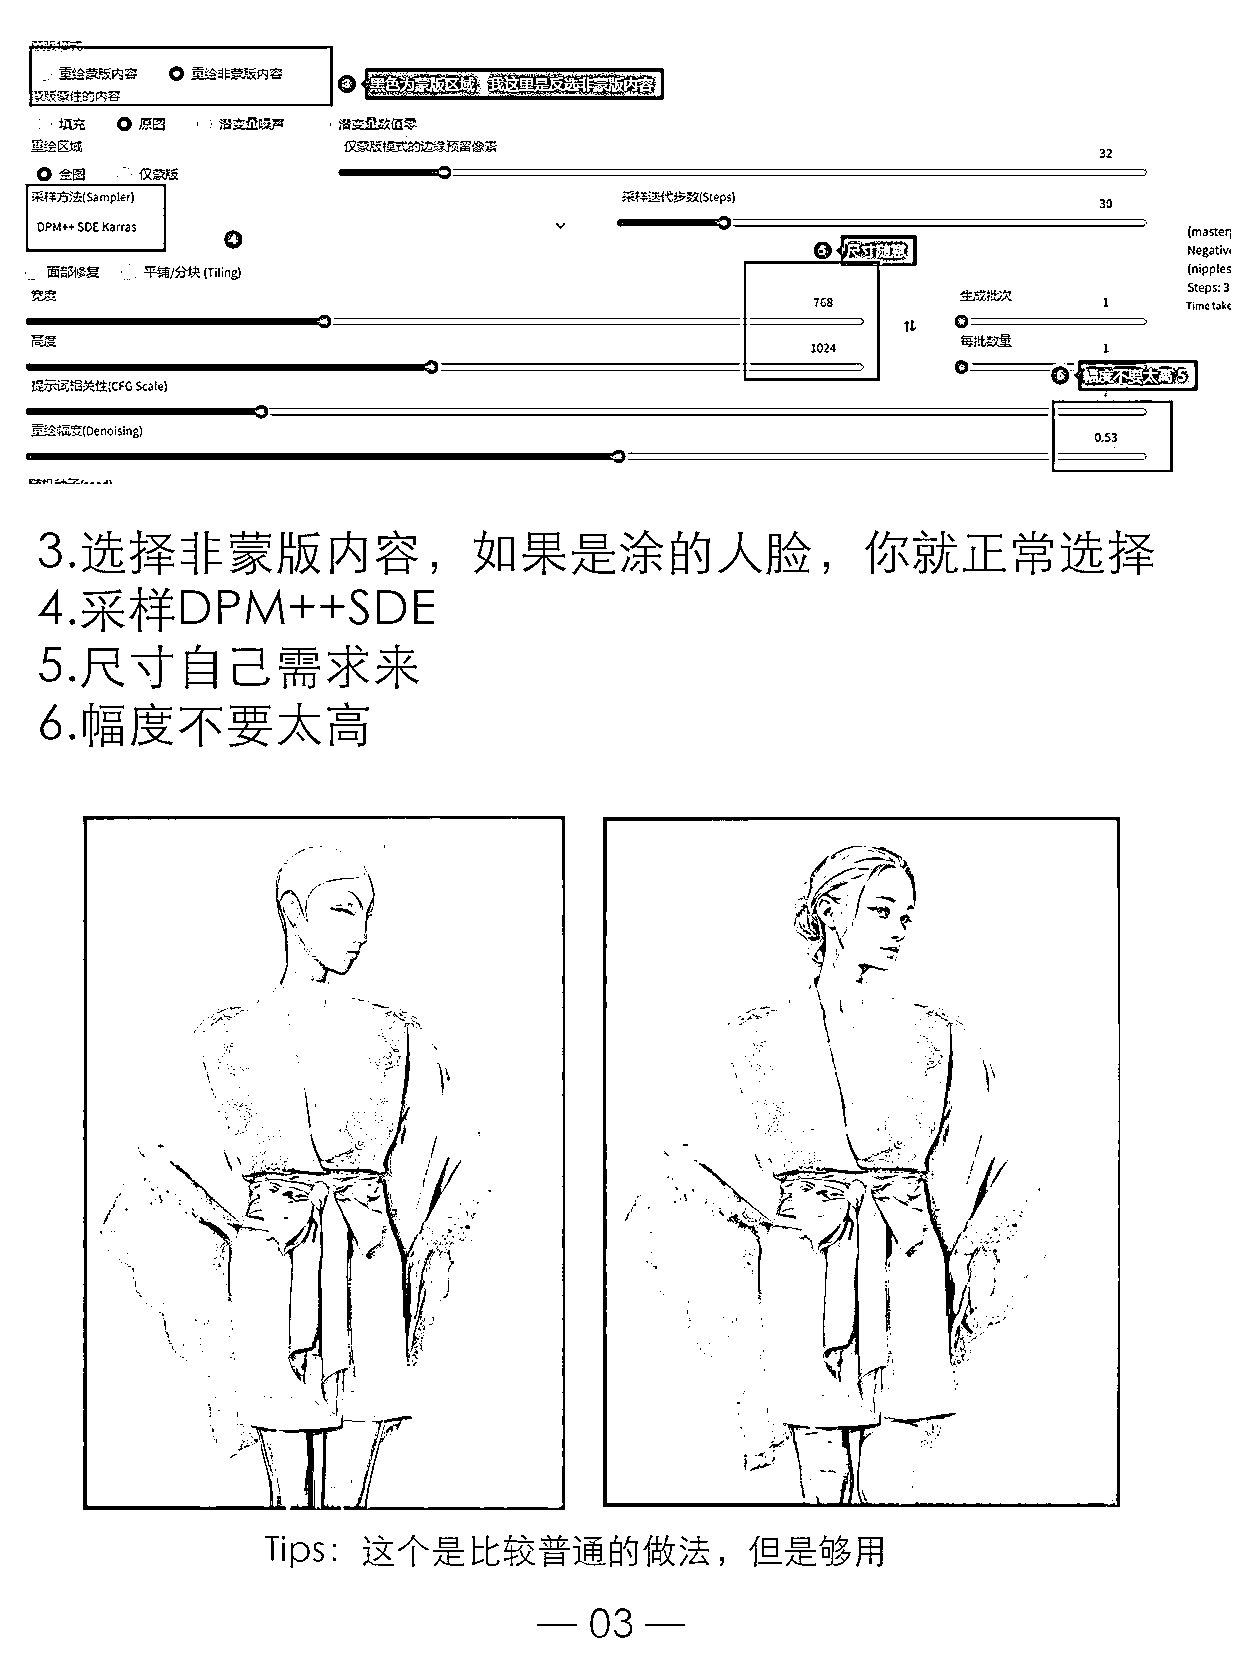 重绘蒙版内容 重绘非蒙版内容
3 黑色为蒙版区域，我这里是反选非蒙版内容
蒙版蒙住的内容
填充 原图 潜变量噪声 潜变量数值零
重绘区域 仅蒙版模式的边缘预留像素 32
全图 仅蒙版
采样方法(Sampler) 采样迭代步数(Steps) 30
DPM++ SDE Karras
4
5 尺寸随意
面部修复 平铺/分块 (Tiling)
宽度 768 生成批次 1
高度 1024 每批数量 1
6 幅度不要太高
提示词相关性(CFG Scale)
重绘幅度(Denoising) 0.53
(master
Negative
(nipples
Steps: 3
Time take
3.选择非蒙版内容，如果是涂的人脸，你就正常选择
4.采样DPM++SDE
5.尺寸自己需求来
6.幅度不要太高
Tips：这个是比较普通的做法，但是够用
— 03 —